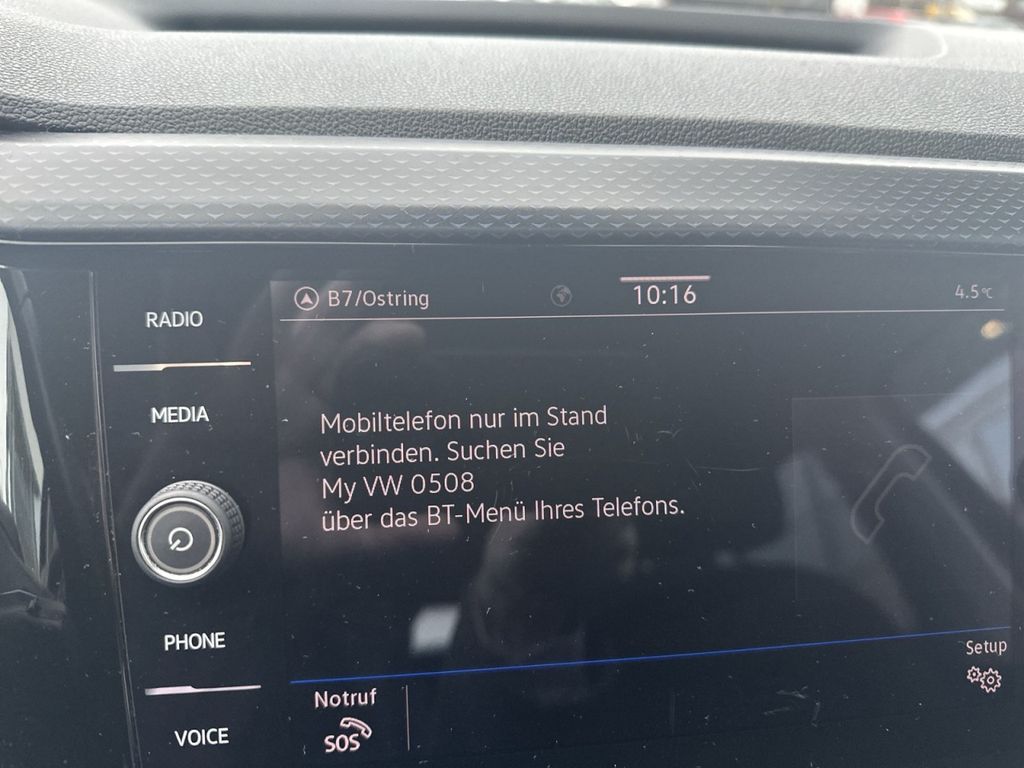 B7/Ostring
10:16
4.5°C
RADIO
MEDIA
Mobiltelefon nur im Stand
verbinden. Suchen Sie
My VW 0508
über das BT-Menü Ihres Telefons.
PHONE
VOICE
Notruf
SOS
Setup